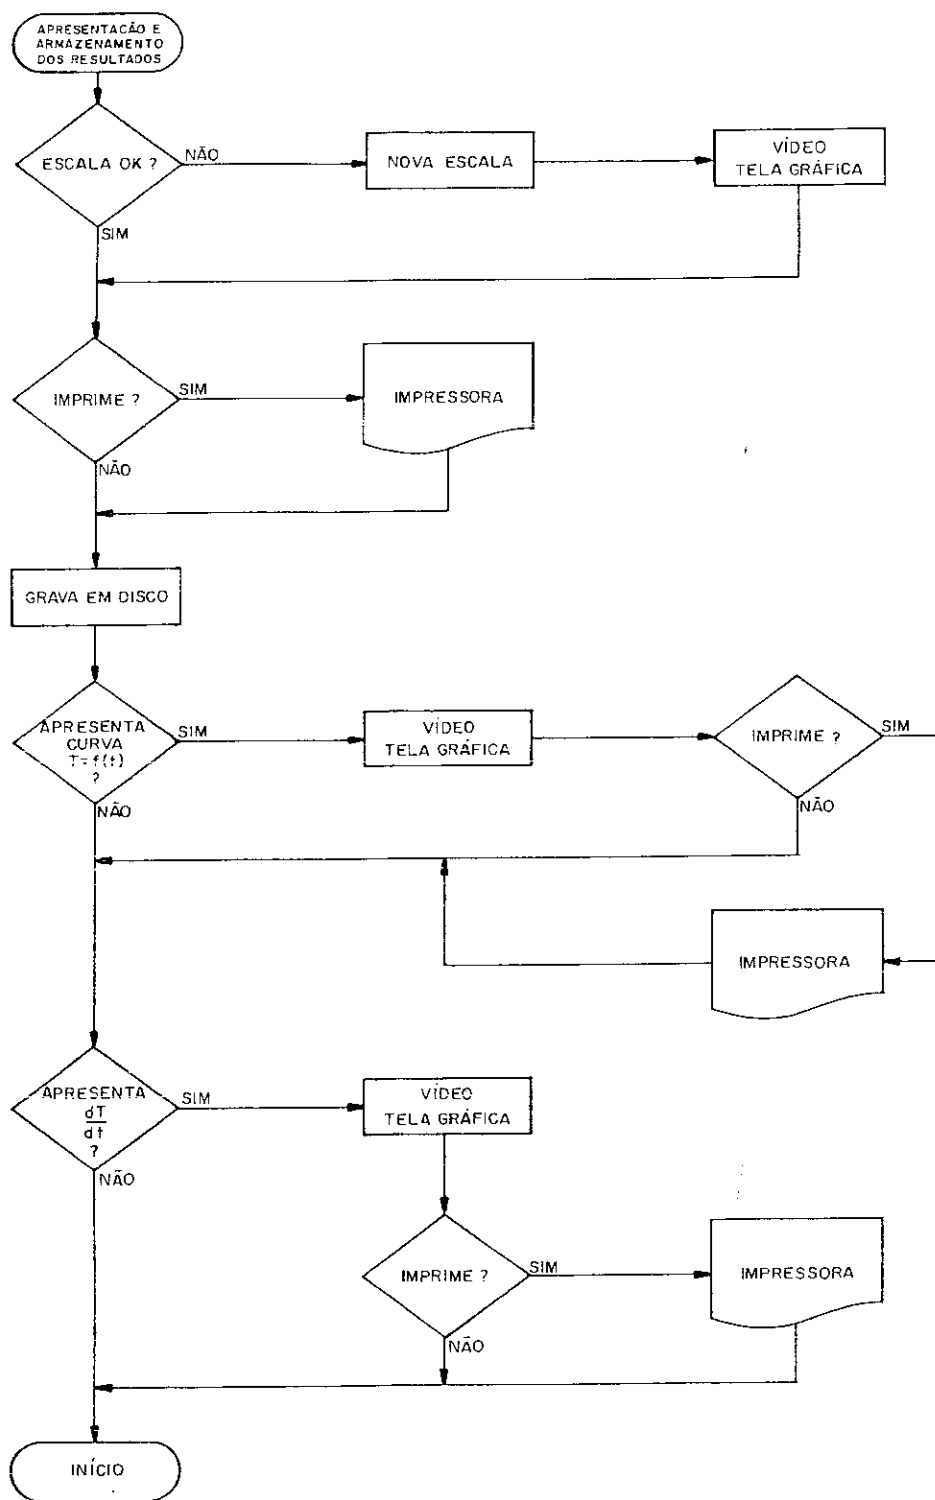 APRESENTAÇÃO E
ARMAZENAMENTO
DOS RESULTADOS
ESCALA OK ?
NÃO
NOVA ESCALA
VÍDEO
TELA GRÁFICA
SIM
IMPRIME ?
SIM
IMPRESSORA
NÃO
GRAVA EM DISCO
APRESENTA
CURVA
T=f(t)
?
SIM
VÍDEO
TELA GRÁFICA
IMPRIME ?
SIM
NÃO
NÃO
IMPRESSORA
APRESENTA
dT
dt
?
SIM
VÍDEO
TELA GRÁFICA
NÃO
IMPRIME ?
SIM
IMPRESSORA
NÃO
INÍCIO